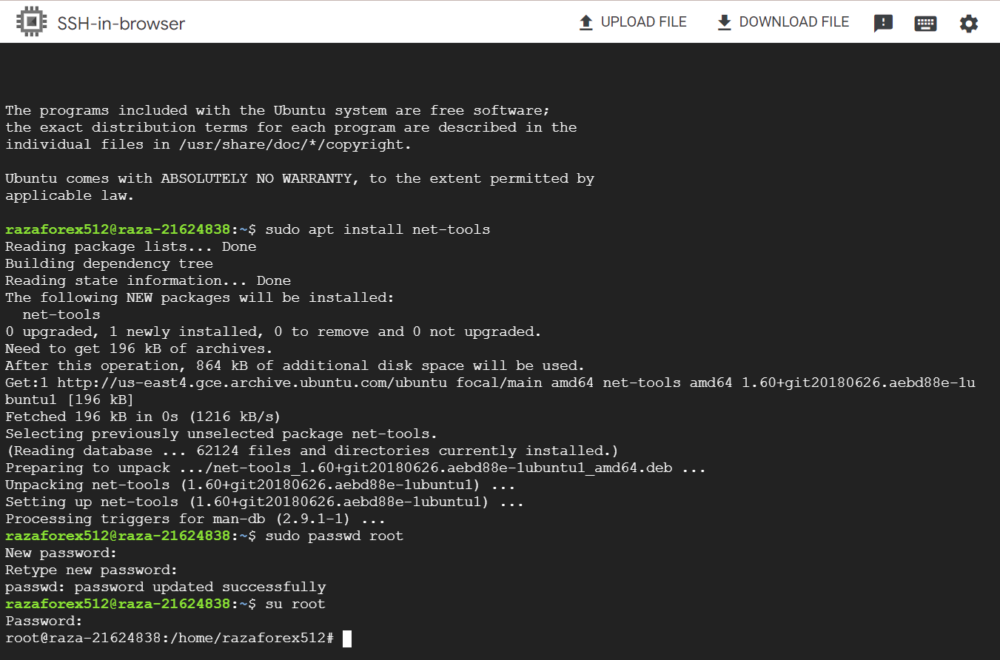 SSH-in-browser
UPLOAD FILE
DOWNLOAD FILE
The programs included with the Ubuntu system are free software;
the exact distribution terms for each program are described in the
individual files in /usr/share/doc/*/copyright.
Ubuntu comes with ABSOLUTELY NO WARRANTY, to the extent permitted by
applicable law.
razaforex512@raza-21624838:~$ sudo apt install net-tools
Reading package lists... Done
Building dependency tree
Reading state information... Done
The following NEW packages will be installed:
  net-tools
0 upgraded, 1 newly installed, 0 to remove and 0 not upgraded.
Need to get 196 kB of archives.
After this operation, 864 kB of additional disk space will be used.
Get:1 http://us-east4.gce.archive.ubuntu.com/ubuntu focal/main amd64 net-tools amd64 1.60+git20180626.aebd88e-1u
buntu1 [196 kB]
Fetched 196 kB in 0s (1216 kB/s)
Selecting previously unselected package net-tools.
(Reading database ... 62124 files and directories currently installed.)
Preparing to unpack .../net-tools_1.60+git20180626.aebd88e-1ubuntu1_amd64.deb ...
Unpacking net-tools (1.60+git20180626.aebd88e-1ubuntu1) ...
Setting up net-tools (1.60+git20180626.aebd88e-1ubuntu1) ...
Processing triggers for man-db (2.9.1-1) ...
razaforex512@raza-21624838:~$ sudo passwd root
New password:
Retype new password:
passwd: password updated successfully
razaforex512@raza-21624838:~$ su root
Password:
root@raza-21624838:/home/razaforex512#